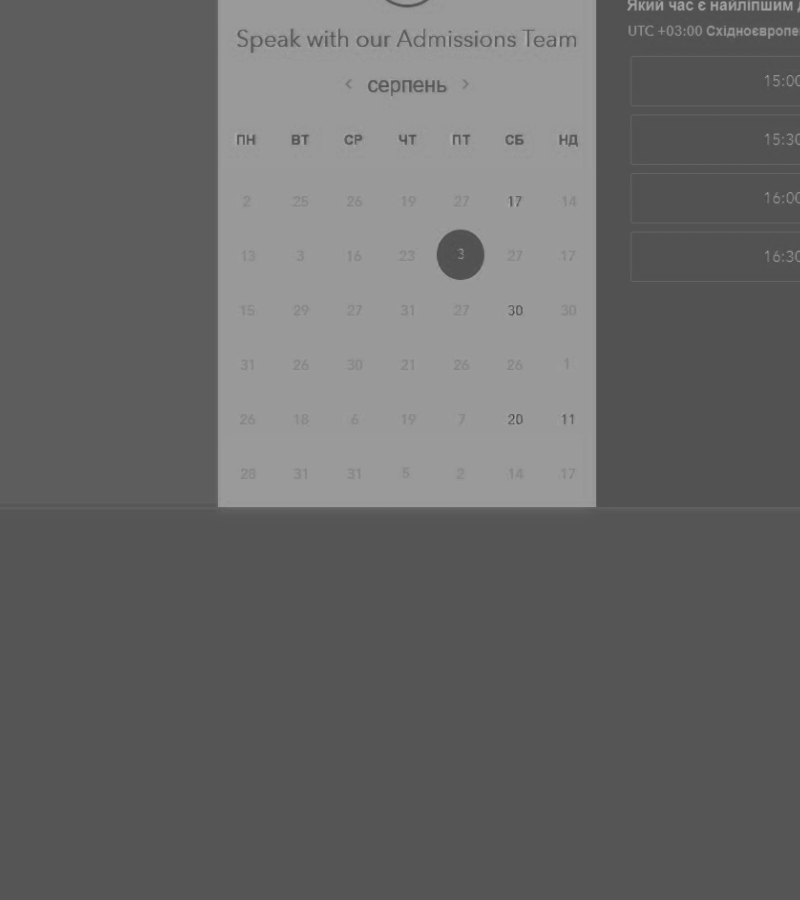 Speak with our Admissions Team
серпень
ПН ВТ СР ЧТ ПТ СБ НД
2 25 26 19 27 17 14
13 3 16 23 3 27 17
15 29 27 31 27 30 30
31 26 30 21 26 26 1
26 18 6 19 7 20 11
28 31 31 5 2 14 17
Який час є найліпшим
UTC +03:00
15:00
15:30
16:00
16:30